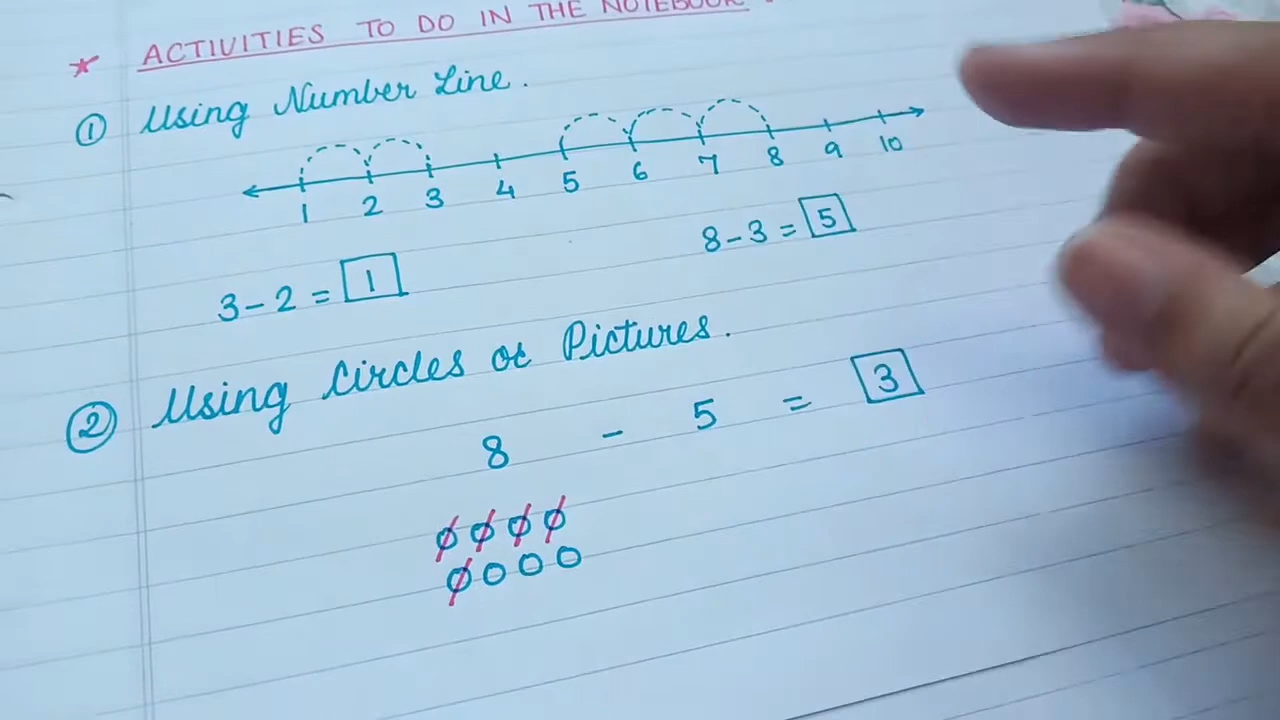 * ACTIVITIES TO DO IN THE NOTEBOOK.
① Using Number Line.
1 2 3 4 5 6 7 8 9 10
8 - 3 = 5
3 - 2 = 1
② Using Circles or Pictures.
8 - 5 = 3